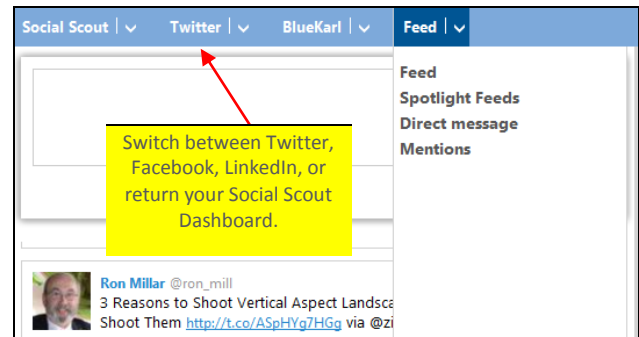 Social Scout Twitter BlueKarl Feed
Feed
Spotlight Feeds
Direct message
Mentions
Switch between Twitter,
Facebook, LinkedIn, or
return your Social Scout
Dashboard.
Ron Millar @ron_mill
3 Reasons to Shoot Vertical Aspect Landsca
Shoot Them http://t.co/ASpHYg7HGg via @zi